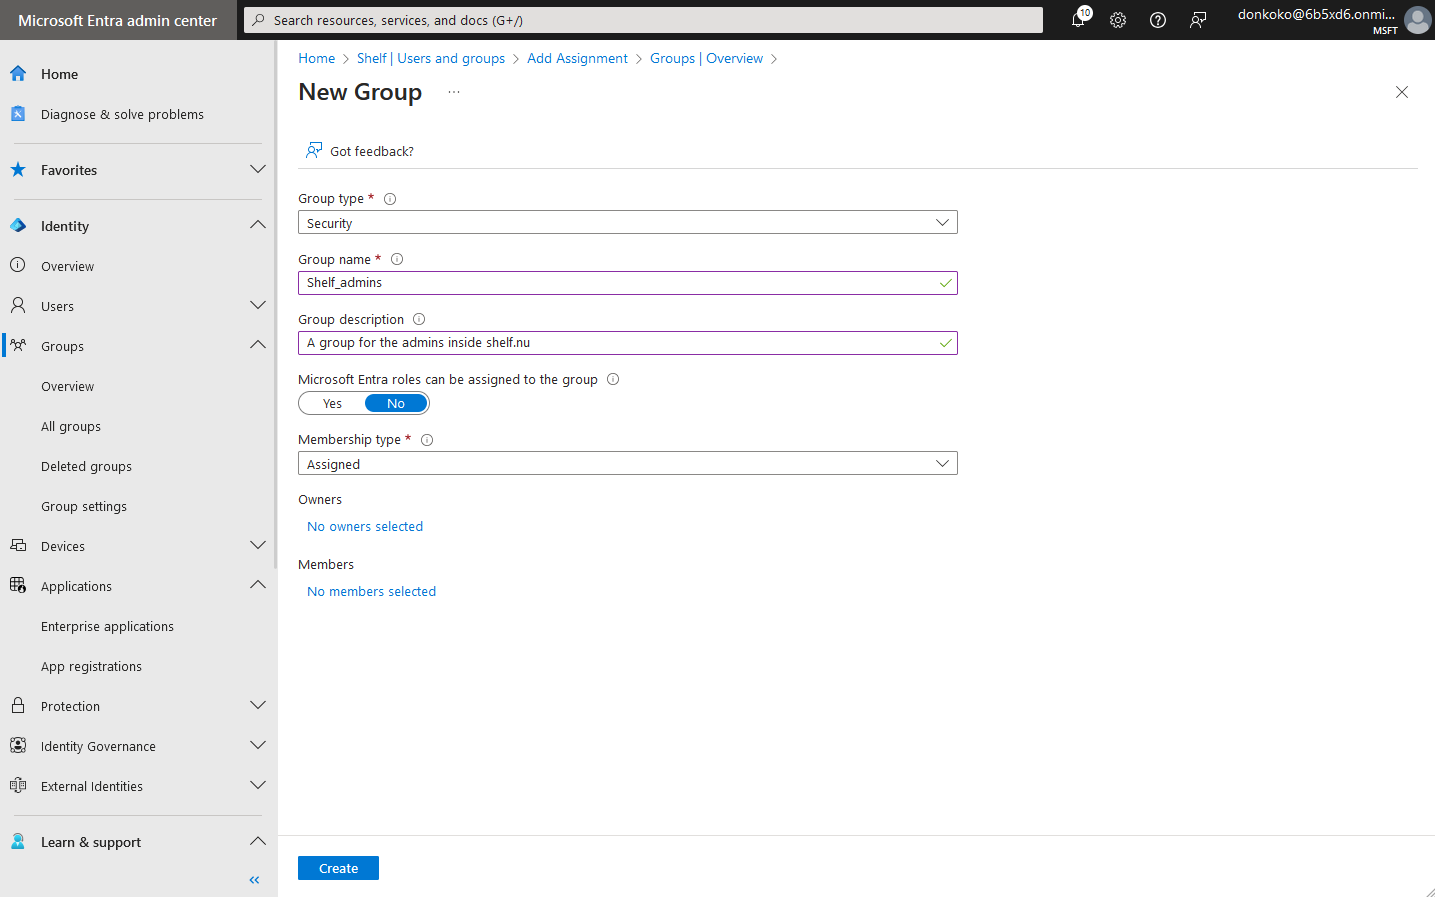 Microsoft Entra admin center
Search resources, services, and docs (G+/)
10
donkoko@6b5xd6.onmi...
MSFT
Home
Diagnose & solve problems
Favorites
Identity
Overview
Users
Groups
Overview
All groups
Deleted groups
Group settings
Devices
Applications
Enterprise applications
App registrations
Protection
Identity Governance
External Identities
Learn & support
Home > Shelf | Users and groups > Add Assignment > Groups | Overview >
New Group ...
Got feedback?
Group type *
Security
Group name *
Shelf_admins
Group description
A group for the admins inside shelf.nu
Microsoft Entra roles can be assigned to the group
Yes No
Membership type *
Assigned
Owners
No owners selected
Members
No members selected
Create